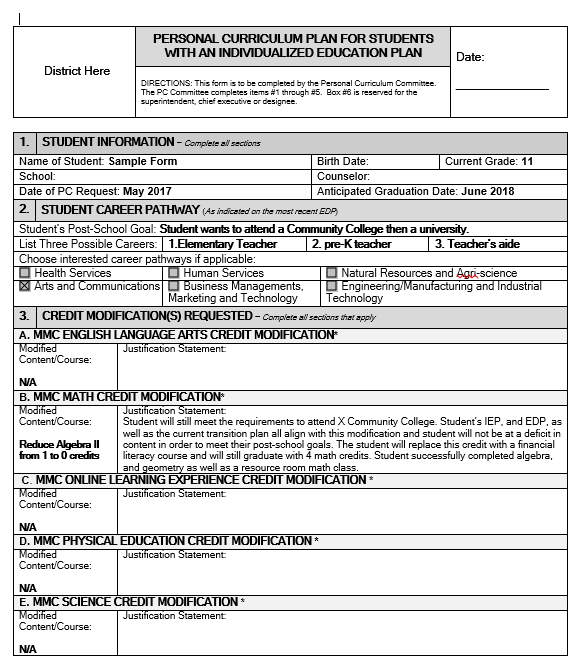 District Here
PERSONAL CURRICULUM PLAN FOR STUDENTS
WITH AN INDIVIDUALIZED EDUCATION PLAN
DIRECTIONS: This form is to be completed by the Personal Curriculum Committee.
The PC Committee completes items #1 through #5. Box #6 is reserved for the
superintendent, chief executive or designee.
Date:
1. STUDENT INFORMATION – Complete all sections
Name of Student: Sample Form Birth Date: Current Grade: 11
School: Counselor:
Date of PC Request: May 2017 Anticipated Graduation Date: June 2018
2. STUDENT CAREER PATHWAY (As indicated on the most recent EDP)
Student's Post-School Goal: Student wants to attend a Community College then a university.
List Three Possible Careers: 1.Elementary Teacher 2. pre-K teacher 3. Teacher's aide
Choose interested career pathways if applicable:
Health Services Human Services Natural Resources and Agri-science
Arts and Communications Business Management, Engineering/Manufacturing and Industrial
Marketing and Technology Technology
3. CREDIT MODIFICATION(S) REQUESTED – Complete all sections that apply
A. MMC ENGLISH LANGUAGE ARTS CREDIT MODIFICATION*
Modified Justification Statement:
Content/Course:
N/A
B. MMC MATH CREDIT MODIFICATION*
Modified Justification Statement:
Content/Course: Student will still meet the requirements to attend X Community College. Student's IEP, and EDP, as
well as the current transition plan all align with this modification and student will not be at a deficit in
Reduce Algebra II content in order to meet their post-school goals. The student will replace this credit with a financial
from 1 to 0 credits literacy course and will still graduate with 4 math credits. Student successfully completed algebra,
and geometry as well as a resource room math class.
C. MMC ONLINE LEARNING EXPERIENCE CREDIT MODIFICATION *
Modified Justification Statement:
Content/Course:
N/A
D. MMC PHYSICAL EDUCATION CREDIT MODIFICATION *
Modified Justification Statement:
Content/Course:
N/A
E. MMC SCIENCE CREDIT MODIFICATION *
Modified Justification Statement:
Content/Course:
N/A